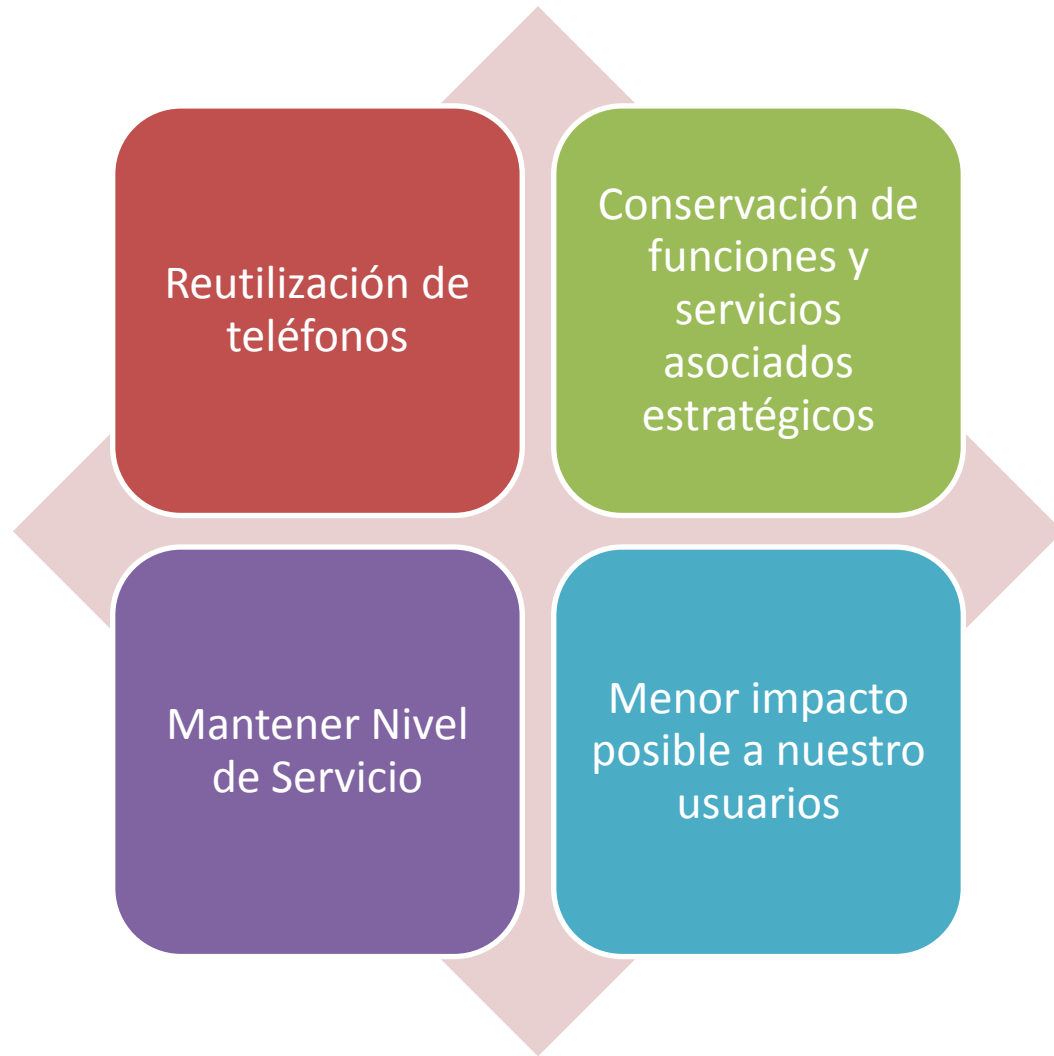 Reutilización de
teléfonos
Conservación de
funciones y
servicios
asociados
estratégicos
Mantener Nivel
de Servicio
Menor impacto
posible a nuestro
usuarios